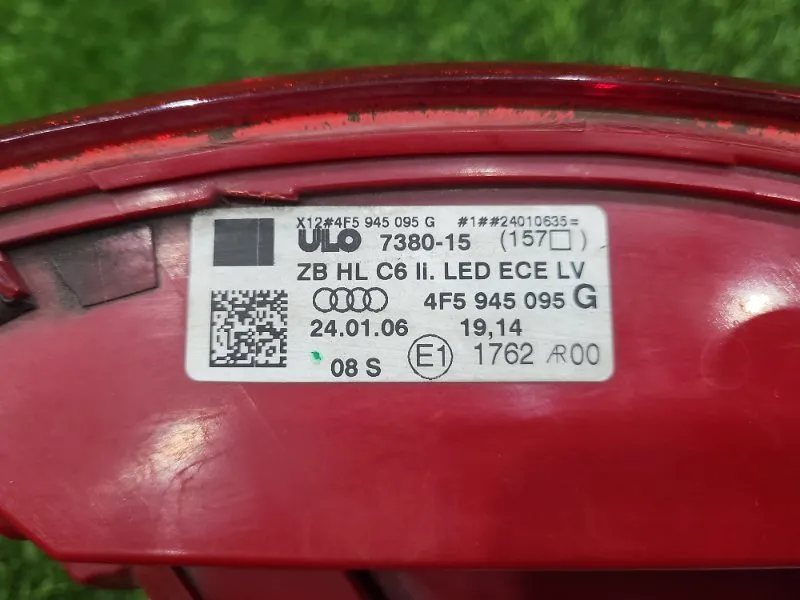 X12#4F5 945 095 G #1##24010635=
ULO 7380-15 (157□)
ZB HL C6 li. LED ECE LV
4F5 945 095 G
24.01.06 19,14
08 S E1 1762 AR00